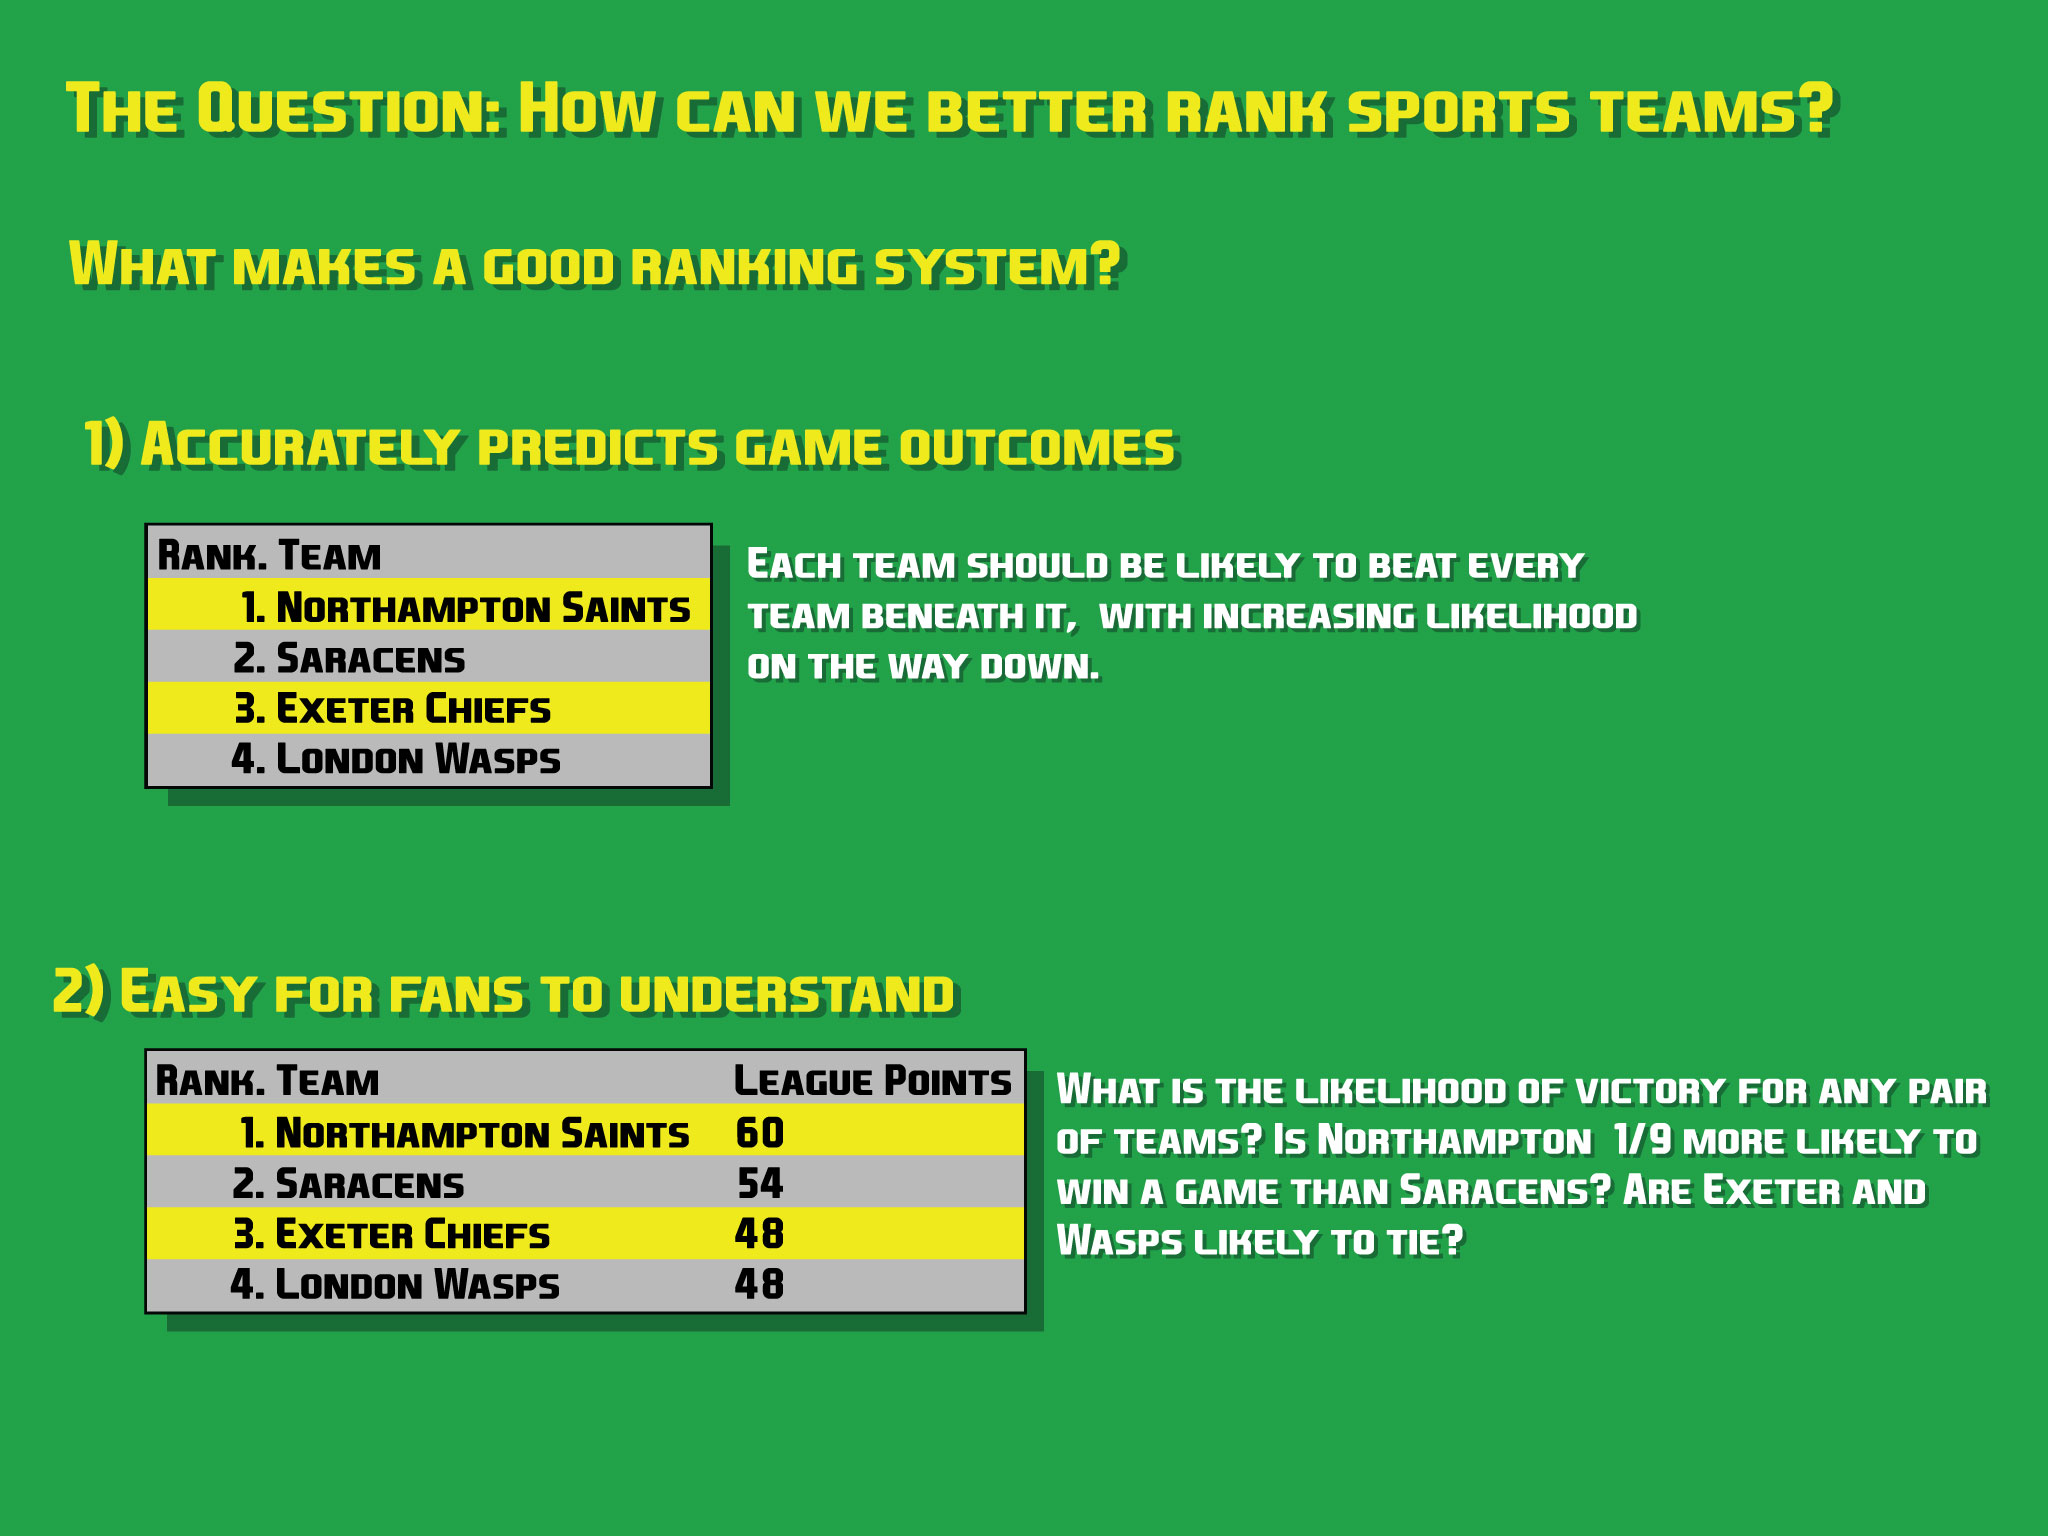 The Question: How can we better rank sports teams?
What makes a good ranking system?
1) Accurately predicts game outcomes
Rank. Team
1. Northampton Saints
2. Saracens
3. Exeter Chiefs
4. London Wasps
Each team should be likely to beat every
team beneath it, with increasing likelihood
on the way down.
2) Easy for fans to understand
Rank. Team League Points
1. Northampton Saints 60
2. Saracens 54
3. Exeter Chiefs 48
4. London Wasps 48
What is the likelihood of victory for any pair
of teams? Is Northampton 1/9 more likely to
win a game than Saracens? Are Exeter and
Wasps likely to tie?